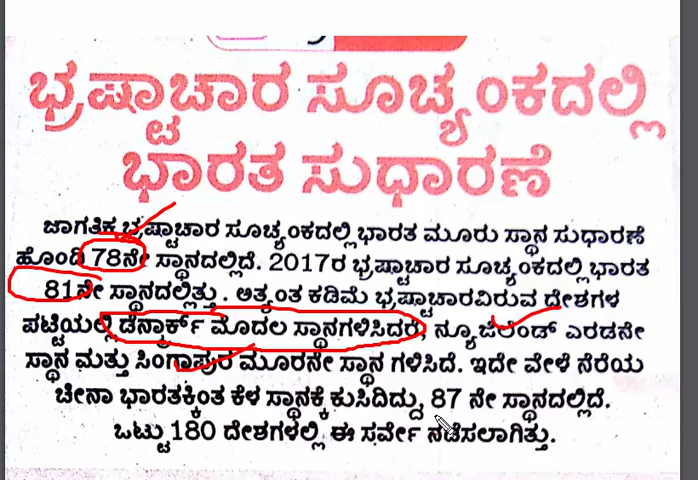 ಭ್ರಷ್ಟಾಚಾರ ಸೂಚ್ಯಂಕದಲ್ಲಿ
ಭಾರತ ಸುಧಾರಣೆ
ಜಾಗತಿಕ ಭ್ರಷ್ಟಾಚಾರ ಸೂಚ್ಯಂಕದಲ್ಲಿ ಭಾರತ ಮೂರು ಸ್ಥಾನ ಸುಧಾರಣೆ
ಹೊಂದಿ 78ನೇ ಸ್ಥಾನದಲ್ಲಿದೆ. 2017ರ ಭ್ರಷ್ಟಾಚಾರ ಸೂಚ್ಯಂಕದಲ್ಲಿ ಭಾರತ
81ನೇ ಸ್ಥಾನದಲ್ಲಿತ್ತು. ಅತ್ಯಂತ ಕಡಿಮೆ ಭ್ರಷ್ಟಾಚಾರವಿರುವ ದೇಶಗಳ
ಪಟ್ಟಿಯಲ್ಲಿ ಡೆನ್ಮಾರ್ಕ್ ಮೊದಲ ಸ್ಥಾನಗಳಿಸಿದರೆ, ನ್ಯೂಜಿಲೆಂಡ್ ಎರಡನೇ
ಸ್ಥಾನ ಮತ್ತು ಸಿಂಗಾಪುರ ಮೂರನೇ ಸ್ಥಾನ ಗಳಿಸಿದೆ. ಇದೇ ವೇಳೆ ನೆರೆಯ
ಚೀನಾ ಭಾರತಕ್ಕಿಂತ ಕೆಳ ಸ್ಥಾನಕ್ಕೆ ಕುಸಿದಿದ್ದು, 87 ನೇ ಸ್ಥಾನದಲ್ಲಿದೆ.
ಒಟ್ಟು 180 ದೇಶಗಳಲ್ಲಿ ಈ ಸರ್ವೇ ನಡೆಸಲಾಗಿತ್ತು.